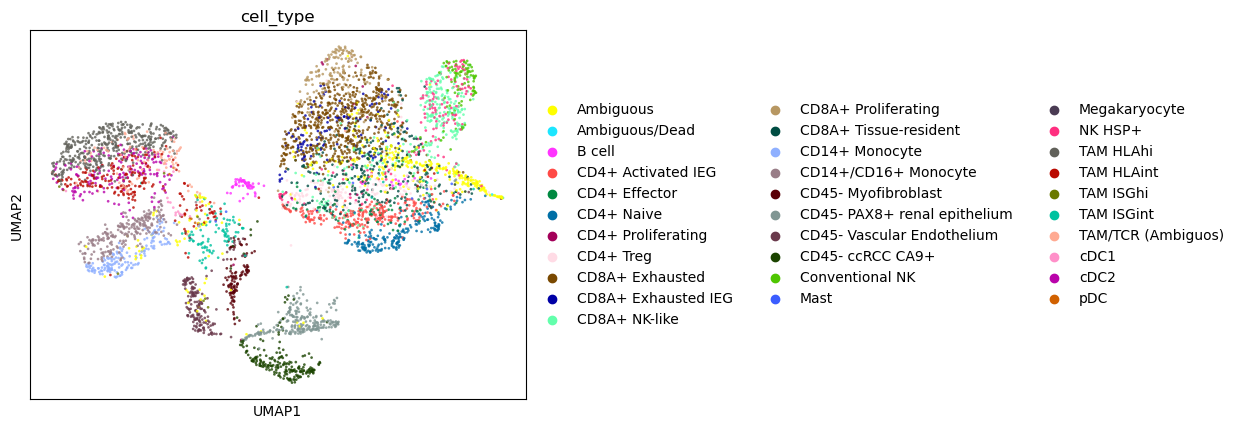 cell_type
UMAP2
UMAP1
Ambiguous
Ambiguous/Dead
B cell
CD4+ Activated IEG
CD4+ Effector
CD4+ Naive
CD4+ Proliferating
CD4+ Treg
CD8A+ Exhausted
CD8A+ Exhausted IEG
CD8A+ NK-like
CD8A+ Proliferating
CD8A+ Tissue-resident
CD14+ Monocyte
CD14+/CD16+ Monocyte
CD45- Myofibroblast
CD45- PAX8+ renal epithelium
CD45- Vascular Endothelium
CD45- ccRCC CA9+
Conventional NK
Mast
Megakaryocyte
NK HSP+
TAM HLAhi
TAM HLAint
TAM ISGhi
TAM ISGint
TAM/TCR (Ambiguos)
cDC1
cDC2
pDC